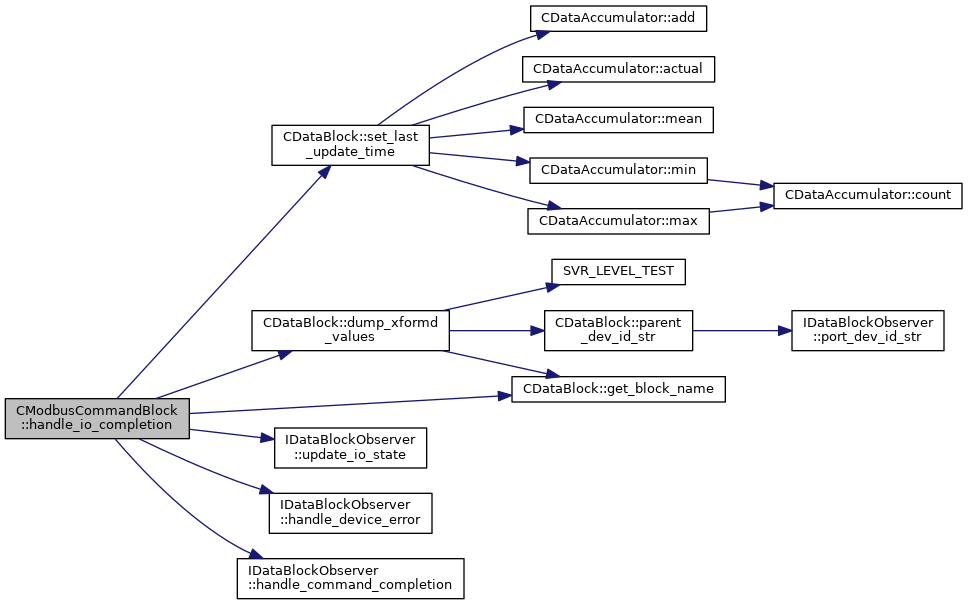 CDataAccumulator::add
CDataAccumulator::actual
CDataAccumulator::mean
CDataBlock::set_last
_update_time
CDataAccumulator::min
CDataAccumulator::count
CDataAccumulator::max
SVR_LEVEL_TEST
CDataBlock::dump_xformd
_values
CDataBlock::parent
_dev_id_str
IDataBlockObserver
::port_dev_id_str
CDataBlock::get_block_name
CModbusCommandBlock
::handle_io_completion
IDataBlockObserver
::update_io_state
IDataBlockObserver
::handle_device_error
IDataBlockObserver
::handle_command_completion